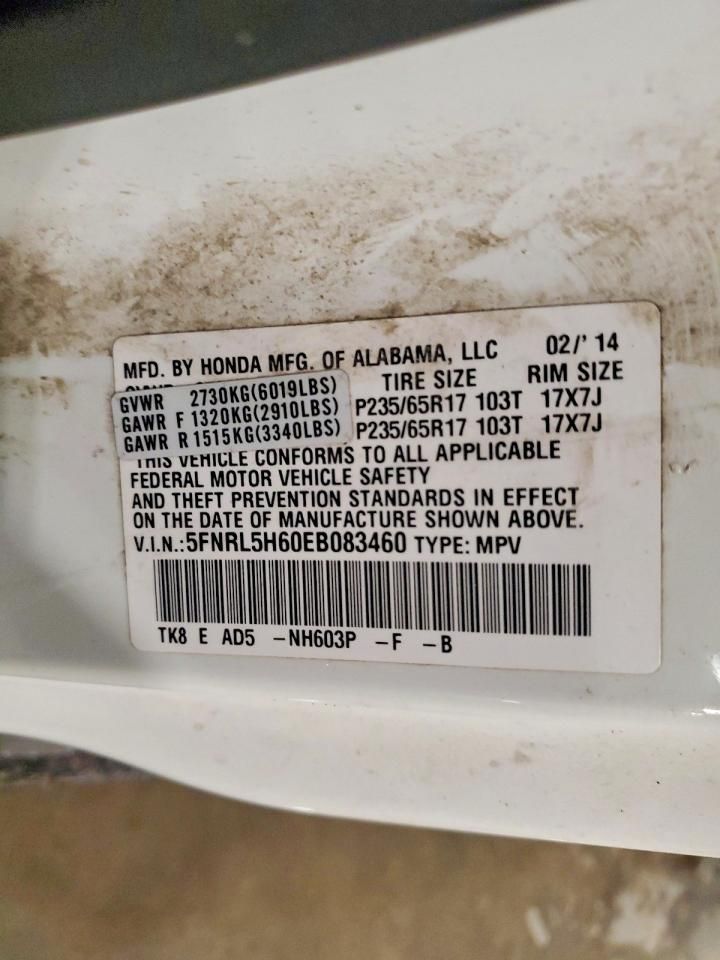 MFD. BY HONDA MFG. OF ALABAMA, LLC 02/' 14
TIRE SIZE RIM SIZE
GVWR 2730KG(6019LBS)
GAWR F 1320KG(2910LBS) P235/65R17 103T 17X7J
GAWR R 1515KG(3340LBS) P235/65R17 103T 17X7J
THIS VEHICLE CONFORMS TO ALL APPLICABLE
FEDERAL MOTOR VEHICLE SAFETY
AND THEFT PREVENTION STANDARDS IN EFFECT
ON THE DATE OF MANUFACTURE SHOWN ABOVE.
V.I.N.:5FNRL5H60EB083460 TYPE: MPV
TK8 E AD5 -NH603P -F -B